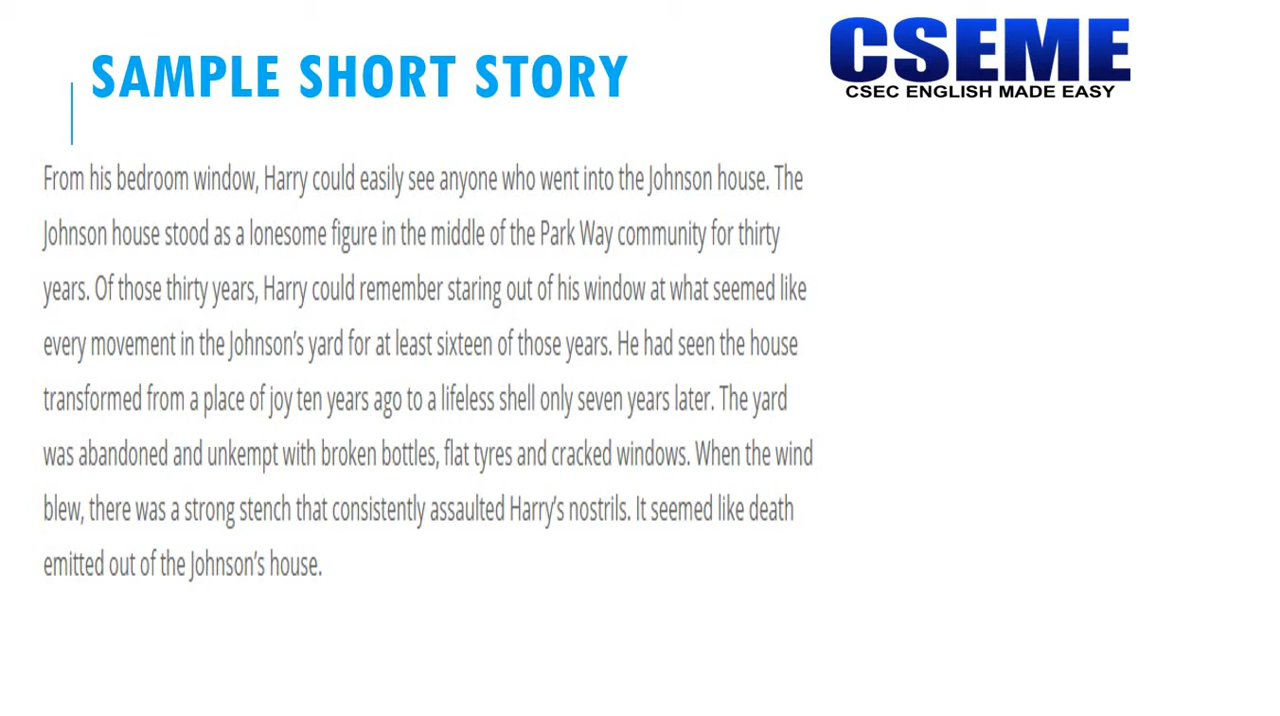 SAMPLE SHORT STORY
CSEME
CSEC ENGLISH MADE EASY
From his bedroom window, Harry could easily see anyone who went into the Johnson house. The
Johnson house stood as a lonesome figure in the middle of the Park Way community for thirty
years. Of those thirty years, Harry could remember staring out of his window at what seemed like
every movement in the Johnson's yard for at least sixteen of those years. He had seen the house
transformed from a place of joy ten years ago to a lifeless shell only seven years later. The yard
was abandoned and unkempt with broken bottles, flat tyres and cracked windows. When the wind
blew, there was a strong stench that consistently assaulted Harry's nostrils. It seemed like death
emitted out of the Johnson's house.